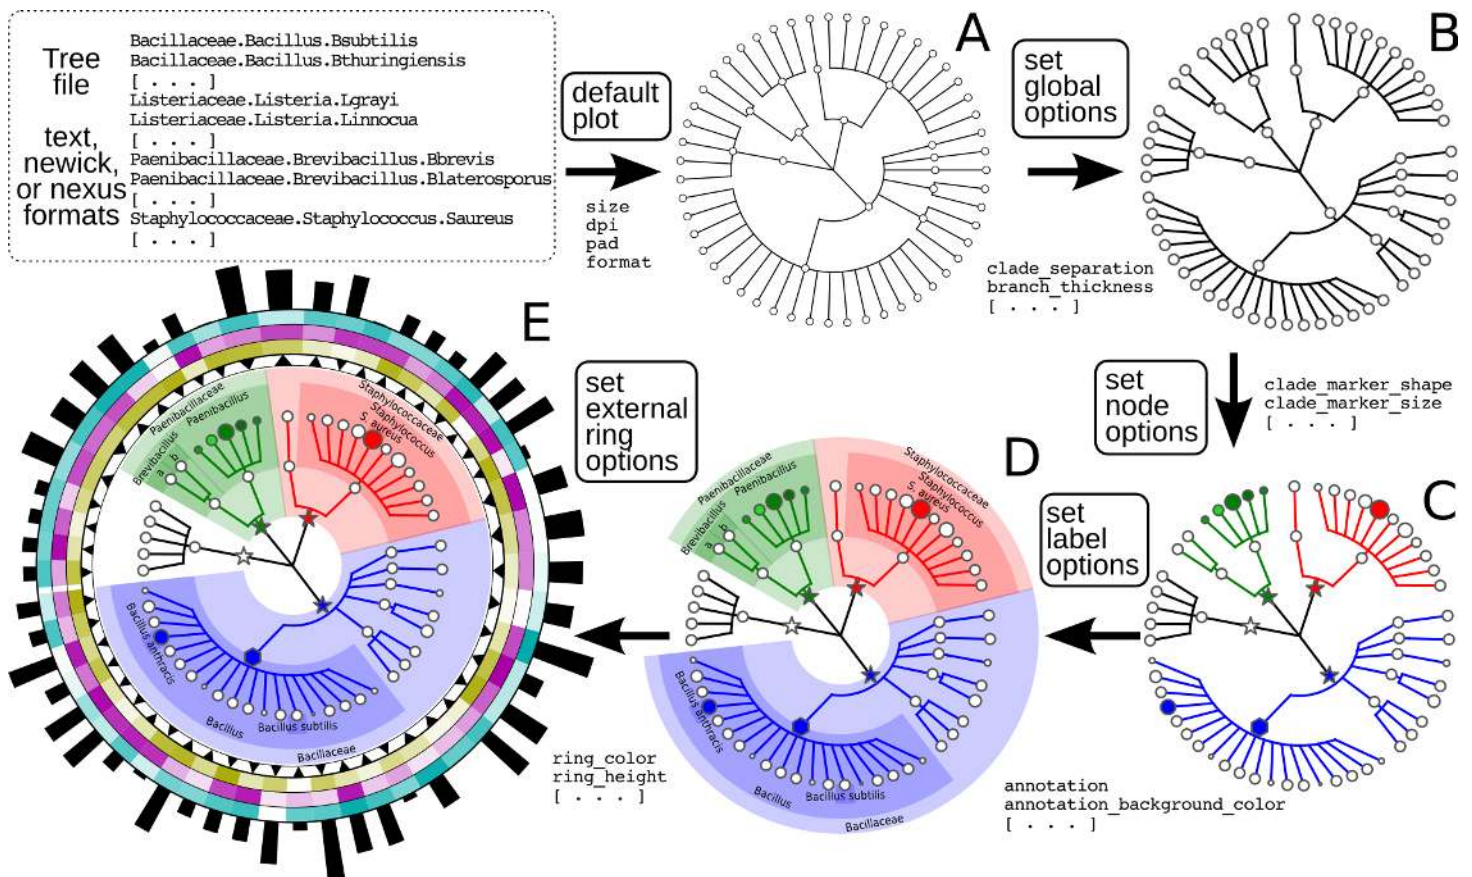 Tree
file
text,
newick,
or nexus
formats
Bacillaceae.Bacillus.Bsubtilis
Bacillaceae.Bacillus.Bthuringiensis
[ . . . ]
Listeriaceae.Listeria.Lgrayi
Listeriaceae.Listeria.Linnocua
[ . . . ]
Paenibacillaceae.Brevibacillus.Bbrevis
Paenibacillaceae.Brevibacillus.Blaterosporus
[ . . . ]
Staphylococcaceae.Staphylococcus.Saureus
[ . . . ]
default
plot
size
dpi
pad
format
A
set
global
options
clade_separation
branch_thickness
[ . . . ]
B
set
node
options
clade_marker_shape
clade_marker_size
[ . . . ]
C
set
label
options
annotation
annotation_background_color
[ . . . ]
D
Paenibacillaceae
Paenibacillus
Brevibacillus
a
b
Staphylococcaceae
Staphylococcus
S. aureus
Bacillus anthracis
Bacillus subtilis
Bacillus
Bacillaceae
set
external
ring
options
ring_color
ring_height
[ . . . ]
E
Paenibacillaceae
Paenibacillus
Brevibacillus
a
b
Staphylococcaceae
Staphylococcus
S. aureus
Bacillus anthracis
Bacillus subtilis
Bacillus
Bacillaceae